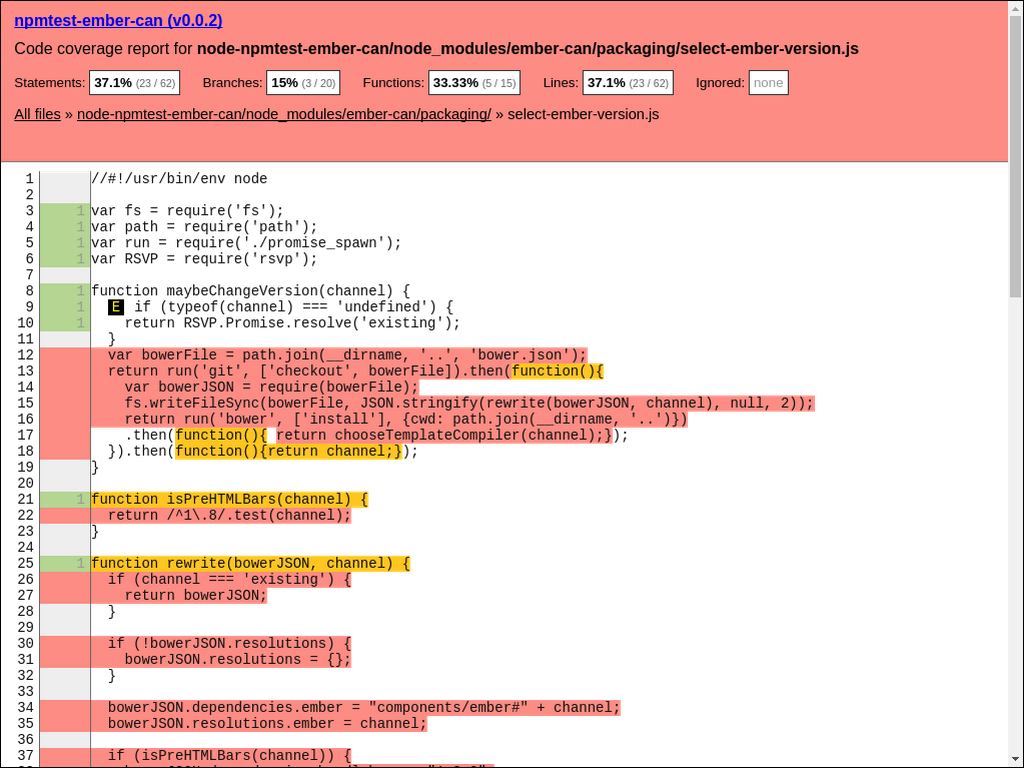 npmtest-ember-can (v0.0.2)
Code coverage report for node-npmtest-ember-can/node_modules/ember-can/packaging/select-ember-version.js
Statements: 37.1% (23 / 62) Branches: 15% (3 / 20) Functions: 33.33% (5 / 15) Lines: 37.1% (23 / 62) Ignored: none
All files » node-npmtest-ember-can/node_modules/ember-can/packaging/ » select-ember-version.js
1 //#!/usr/bin/env node
2
3 1 var fs = require('fs');
4 1 var path = require('path');
5 1 var run = require('./promise_spawn');
6 1 var RSVP = require('rsvp');
7
8 1 function maybeChangeVersion(channel) {
9 1 E if (typeof(channel) === 'undefined') {
10 1 return RSVP.Promise.resolve('existing');
11 }
12 var bowerFile = path.join(__dirname, '..', 'bower.json');
13 return run('git', ['checkout', bowerFile]).then(function(){
14 var bowerJSON = require(bowerFile);
15 fs.writeFileSync(bowerFile, JSON.stringify(rewrite(bowerJSON, channel), null, 2));
16 return run('bower', ['install'], {cwd: path.join(__dirname, '..')})
17 .then(function(){ return chooseTemplateCompiler(channel);});
18 }).then(function(){return channel;});
19 }
20
21 1 function isPreHTMLBars(channel) {
22 return /^1\.8/.test(channel);
23 }
24
25 1 function rewrite(bowerJSON, channel) {
26 if (channel === 'existing') {
27 return bowerJSON;
28 }
29
30 if (!bowerJSON.resolutions) {
31 bowerJSON.resolutions = {};
32 }
33
34 bowerJSON.dependencies.ember = "components/ember#" + channel;
35 bowerJSON.resolutions.ember = channel;
36
37 if (isPreHTMLBars(channel)) {